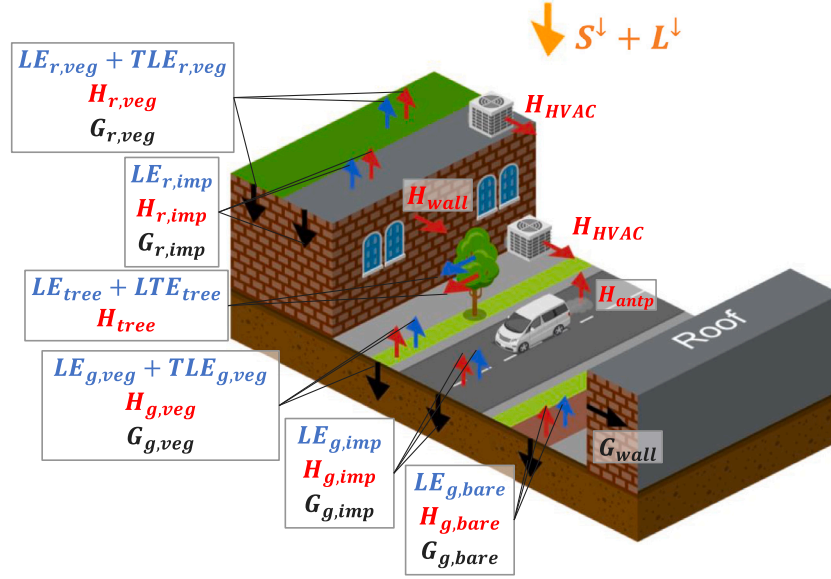 S↓ + L↓
LE_{r,veg} + TLE_{r,veg}
H_{r,veg}
G_{r,veg}
H_{HVAC}
LE_{r,imp}
H_{r,imp}
G_{r,imp}
H_{wall}
H_{HVAC}
LE_{tree} + LTE_{tree}
H_{tree}
H_{antp}
Roof
LE_{g,veg} + TLE_{g,veg}
H_{g,veg}
G_{g,veg}
LE_{g,imp}
H_{g,imp}
G_{g,imp}
G_{wall}
LE_{g,bare}
H_{g,bare}
G_{g,bare}